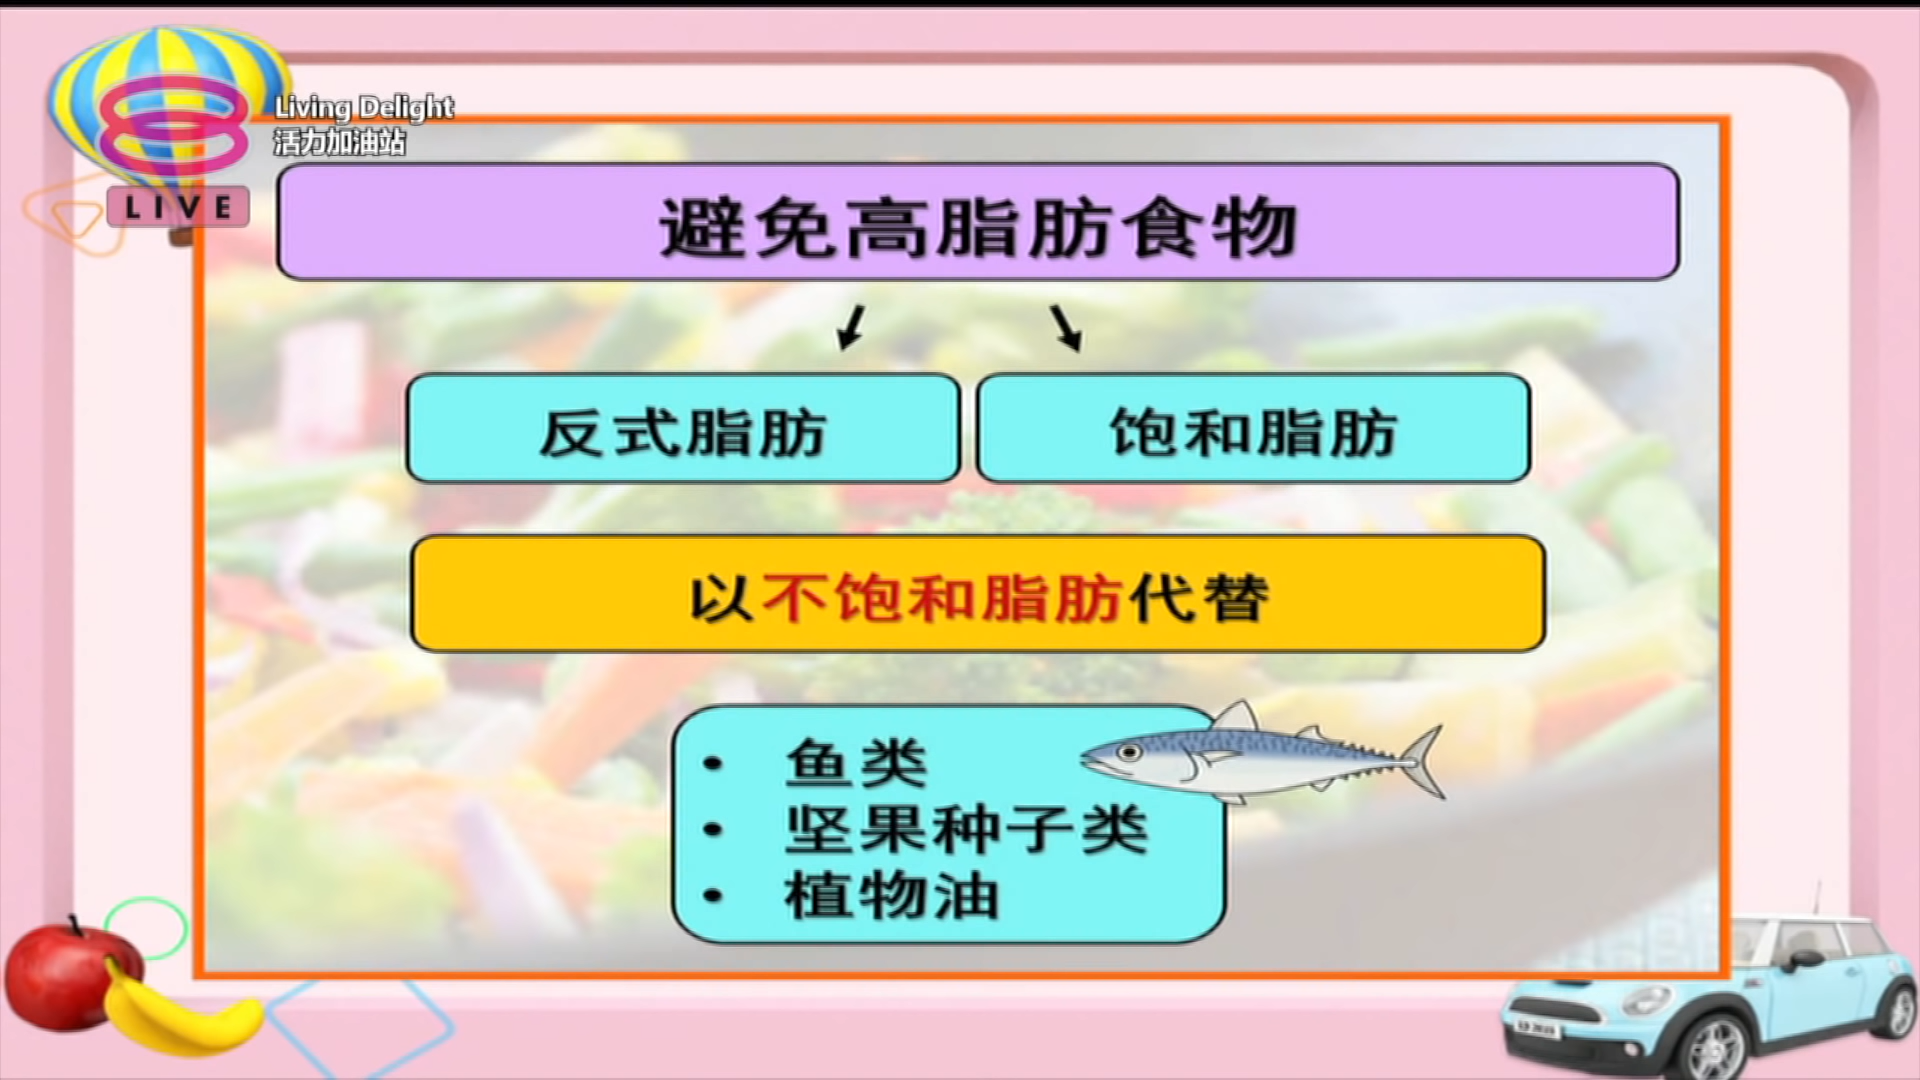 Living Delight
活力加油站
LIVE
避免高脂肪食物
反式脂肪
饱和脂肪
以不饱和脂肪代替
• 鱼类
• 坚果种子类
• 植物油